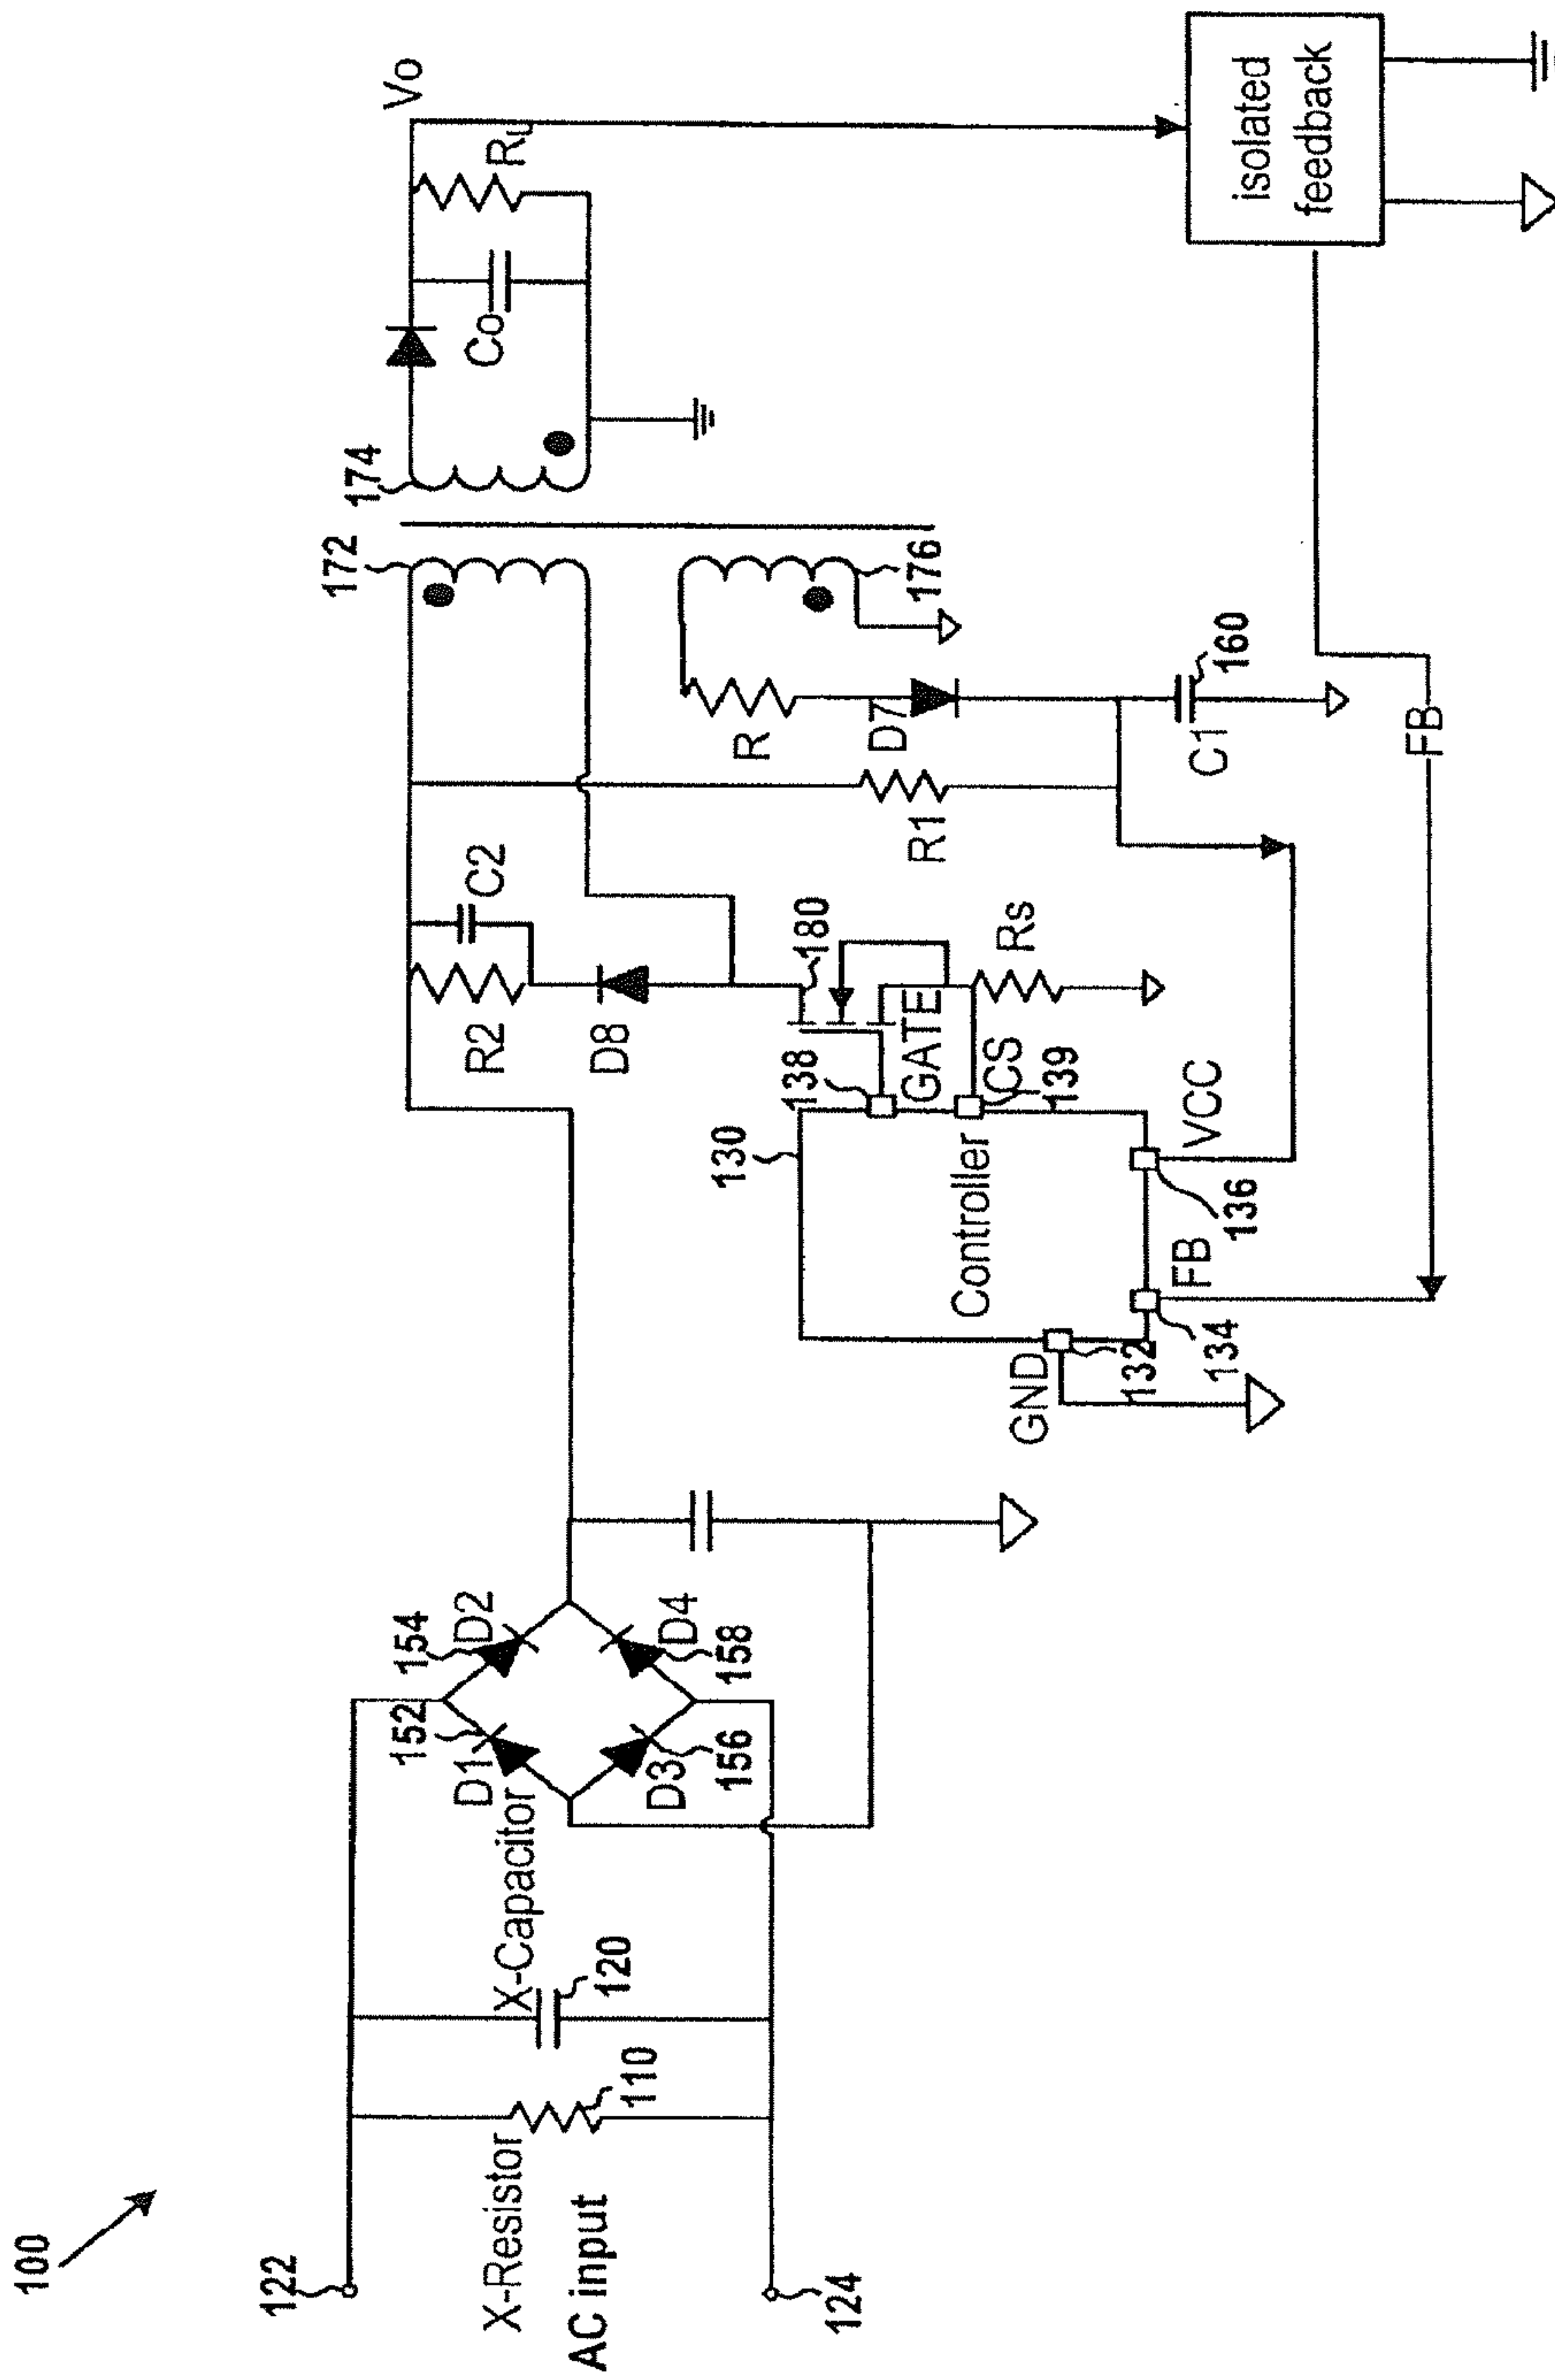 100
122
X-Resistor
110
AC input
124
X-Capacitor
120
152
D1
154
D2
D3
156
D4
158
GND
132
130
Controller
138
GATE
CS
139
FB
134
VCC
136
R2
C2
D8
180
Rs
R1
R
D7
C1
160
172
174
176
Co
RL
Vo
isolated
feedback
FB